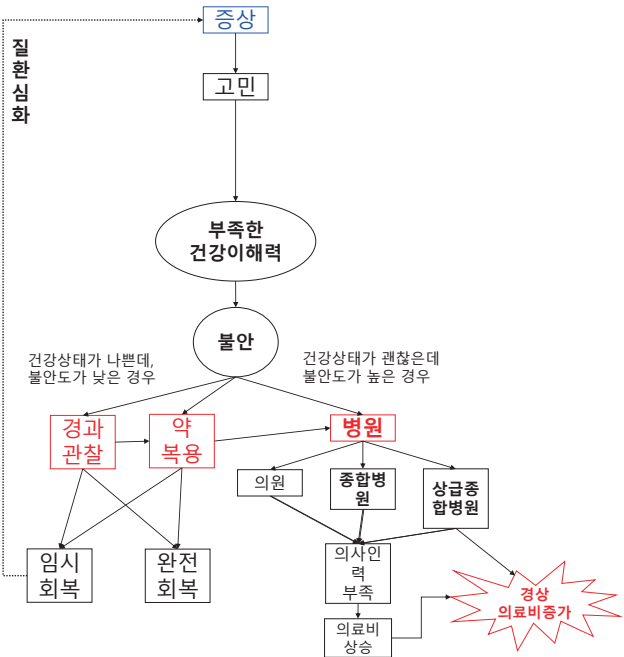 증상
질
환
심
화
고민
부족한
건강이해력
불안
건강상태가 나쁜데,
불안도가 낮은 경우
건강상태가 괜찮은데
불안도가 높은 경우
경과
관찰
약
복용
병원
의원
종합병
원
상급종
합병원
임시
회복
완전
회복
의사인
력
부족
경상
의료비증가
의료비
상승